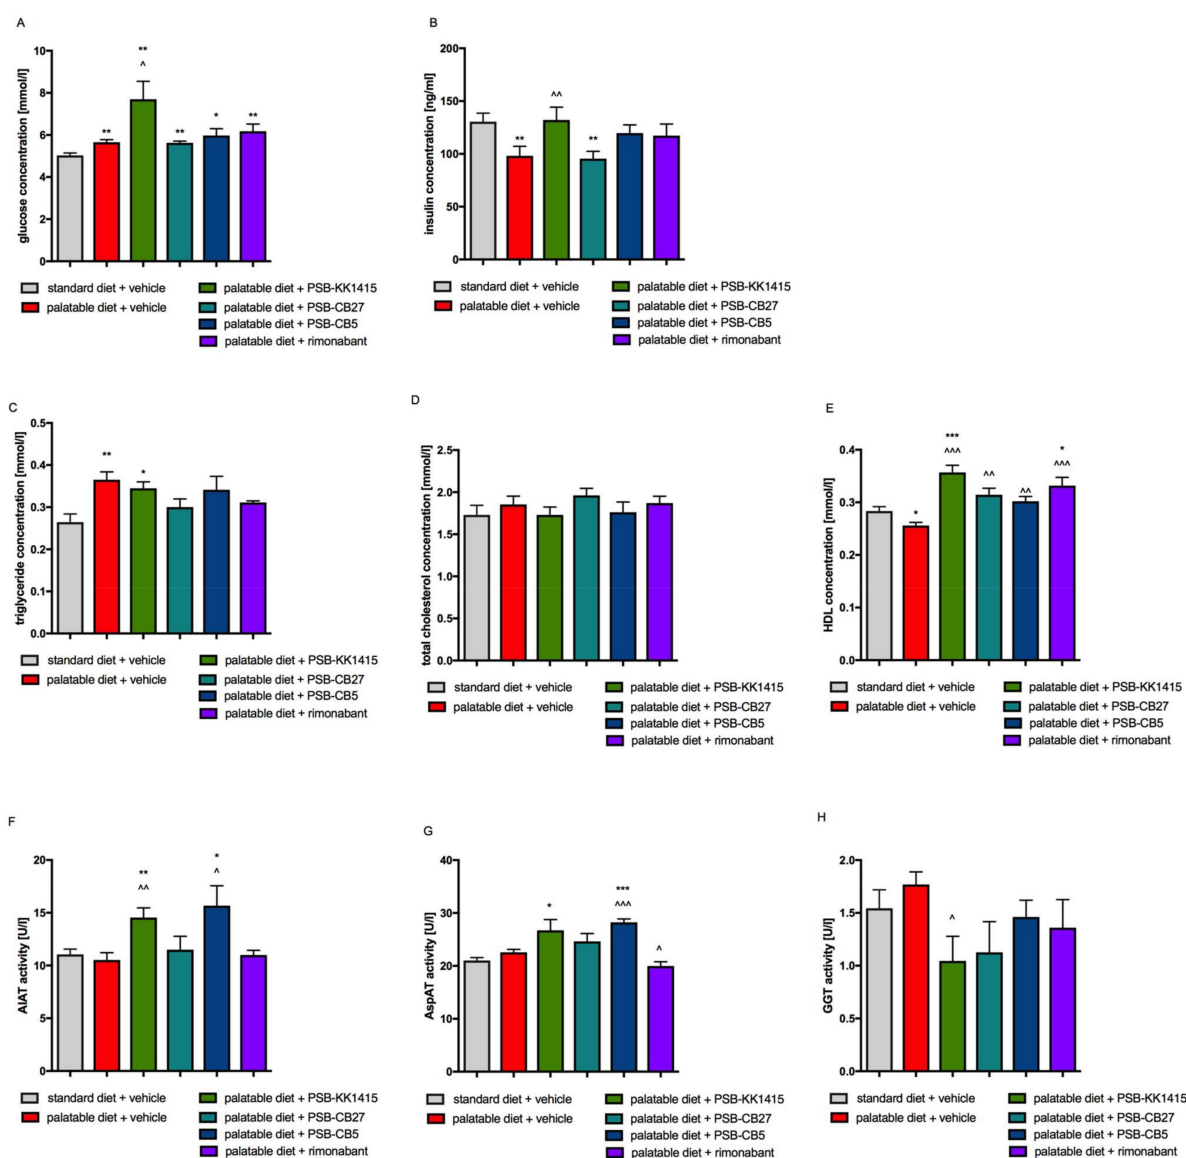 A
glucose concentration [mmol/l]
10
8
6
4
2
0
**
**
^
**
*
**
standard diet + vehicle
palatable diet + vehicle
palatable diet + PSB-KK1415
palatable diet + PSB-CB27
palatable diet + PSB-CB5
palatable diet + rimonabant
B
insulin concentration [ng/ml]
200
150
100
50
0
**
^^
**
standard diet + vehicle
palatable diet + vehicle
palatable diet + PSB-KK1415
palatable diet + PSB-CB27
palatable diet + PSB-CB5
palatable diet + rimonabant
C
triglyceride concentration [mmol/l]
0.5
0.4
0.3
0.2
0.1
0.0
**
*
standard diet + vehicle
palatable diet + vehicle
palatable diet + PSB-KK1415
palatable diet + PSB-CB27
palatable diet + PSB-CB5
palatable diet + rimonabant
D
total cholesterol concentration [mmol/l]
2.5
2.0
1.5
1.0
0.5
0.0
standard diet + vehicle
palatable diet + vehicle
palatable diet + PSB-KK1415
palatable diet + PSB-CB27
palatable diet + PSB-CB5
palatable diet + rimonabant
E
HDL concentration [mmol/l]
0.4
0.3
0.2
0.1
0.0
*
***
^^^
^^
^^
*
^^^
standard diet + vehicle
palatable diet + vehicle
palatable diet + PSB-KK1415
palatable diet + PSB-CB27
palatable diet + PSB-CB5
palatable diet + rimonabant
F
AlAT activity [U/l]
20
15
10
5
0
**
^^
*
^
standard diet + vehicle
palatable diet + vehicle
palatable diet + PSB-KK1415
palatable diet + PSB-CB27
palatable diet + PSB-CB5
palatable diet + rimonabant
G
AspAT activity [U/l]
40
30
20
10
0
*
***
^^^
^
standard diet + vehicle
palatable diet + vehicle
palatable diet + PSB-KK1415
palatable diet + PSB-CB27
palatable diet + PSB-CB5
palatable diet + rimonabant
H
GGT activity [U/l]
2.0
1.5
1.0
0.5
0.0
^
standard diet + vehicle
palatable diet + vehicle
palatable diet + PSB-KK1415
palatable diet + PSB-CB27
palatable diet + PSB-CB5
palatable diet + rimonabant